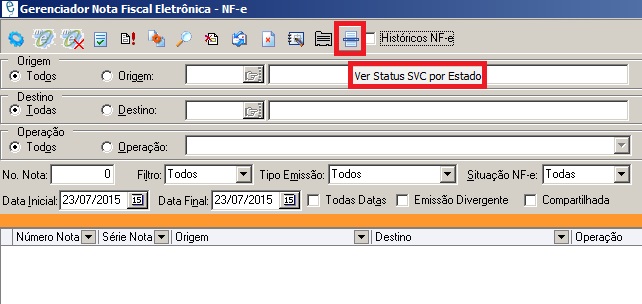 Gerenciador Nota Fiscal Eletrônica - NF-e
Históricos NF-e
Origem
Todos Origem:
Ver Status SVC por Estado
Destino
Todas Destino:
Operação
Todos Operação:
No. Nota: 0 Filtro: Todos Tipo Emissão: Todos Situação NF-e: Todas
Data Inicial: 23/07/2015 15 Data Final: 23/07/2015 15 Todas Datas Emissão Divergente Compartilhada
Número Nota Série Nota Origem Destino Operação